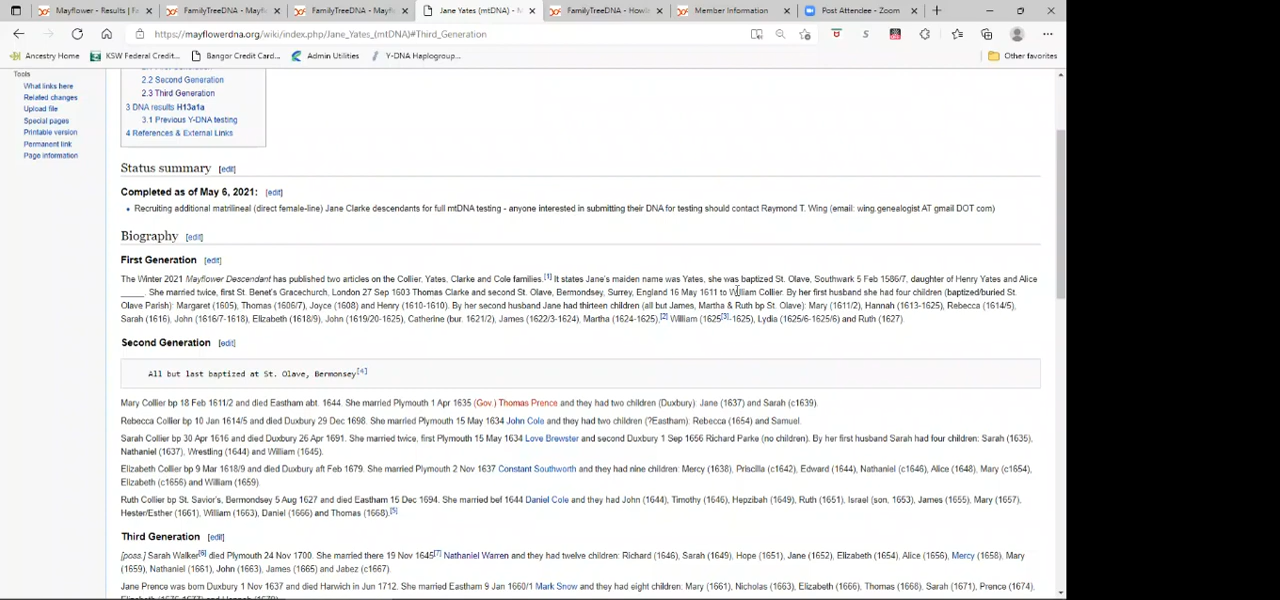 Mayflower - Results | F
FamilyTreeDNA - Mayfl
FamilyTreeDNA - Mayfl
Jane Yates (mtDNA) - M
FamilyTreeDNA - Howla
Member Information
Post Attendee - Zoom
https://mayflowerdna.org/wiki/index.php/Jane_Yates_(mtDNA)#Third_Generation
Ancestry Home
KSW Federal Credit...
Bangor Credit Card...
Admin Utilities
Y-DNA Haplogroup...
Other favorites
Tools
What links here
Related changes
Upload file
Special pages
Printable version
Permanent link
Page information
2.2 Second Generation
2.3 Third Generation
3 DNA results H13a1a
3.1 Previous Y-DNA testing
4 References & External Links
Status summary [edit]
Completed as of May 6, 2021: [edit]
Recruiting additional matrilineal (direct female-line) Jane Clarke descendants for full mtDNA testing - anyone interested in submitting their DNA for testing should contact Raymond T. Wing (email: wing.genealogist AT gmail DOT com)
Biography [edit]
First Generation [edit]
The Winter 2021 Mayflower Descendant has published two articles on the Collier, Yates, Clarke and Cole families.[1] It states Jane's maiden name was Yates, she was baptized St. Olave, Southwark 5 Feb 1586/7, daughter of Henry Yates and Alice
_____. She married twice, first St. Benet's Gracechurch, London 27 Sep 1603 Thomas Clarke and second St. Olave, Bermondsey, Surrey, England 16 May 1611 to William Collier. By her first husband she had four children (baptized/buried St.
Olave Parish): Margaret (1605), Thomas (1606/7), Joyce (1608) and Henry (1610-1610). By her second husband Jane had thirteen children (all but James, Martha & Ruth bp St. Olave): Mary (1611/2), Hannah (1613-1625), Rebecca (1614/5),
Sarah (1616), John (1616/7-1618), Elizabeth (1618/9), John (1619/20-1625), Catherine (bur. 1621/2), James (1622/3-1624), Martha (1624-1625),[2] William (1625[3]-1625), Lydia (1625/6-1625/6) and Ruth (1627)
Second Generation [edit]
All but last baptized at St. Olave, Bermonsey[4]
Mary Collier bp 18 Feb 1611/2 and died Eastham abt. 1644. She married Plymouth 1 Apr 1635 (Gov.) Thomas Prence and they had two children (Duxbury): Jane (1637) and Sarah (c1639).
Rebecca Collier bp 10 Jan 1614/5 and died Duxbury 29 Dec 1698. She married Plymouth 15 May 1634 John Cole and they had two children (?Eastham): Rebecca (1654) and Samuel.
Sarah Collier bp 30 Apr 1616 and died Duxbury 26 Apr 1691. She married twice, first Plymouth 15 May 1634 Love Brewster and second Duxbury 1 Sep 1656 Richard Parke (no children). By her first husband Sarah had four children: Sarah (1635),
Nathaniel (1637), Wrestling (1644) and William (1645).
Elizabeth Collier bp 9 Mar 1618/9 and died Duxbury aft Feb 1679. She married Plymouth 2 Nov 1637 Constant Southworth and they had nine children: Mercy (1638), Priscilla (c1642), Edward (1644), Nathaniel (c1646), Alice (1648), Mary (c1654),
Elizabeth (c1656) and William (1659).
Ruth Collier bp St. Savior's, Bermondsey 5 Aug 1627 and died Eastham 15 Dec 1694. She married bef 1644 Daniel Cole and they had John (1644), Timothy (1646), Hepzibah (1649), Ruth (1651), Israel (son, 1653), James (1655), Mary (1657),
Hester/Esther (1661), William (1663), Daniel (1666) and Thomas (1668).[5]
Third Generation [edit]
[poss.] Sarah Walker[6] died Plymouth 24 Nov 1700. She married there 19 Nov 1645[7] Nathaniel Warren and they had twelve children: Richard (1646), Sarah (1649), Hope (1651), Jane (1652), Elizabeth (1654), Alice (1656), Mercy (1658), Mary
(1659), Nathaniel (1661), John (1663), James (1665) and Jabez (c1667).
Jane Prence was born Duxbury 1 Nov 1637 and died Harwich in Jun 1712. She married Eastham 9 Jan 1660/1 Mark Snow and they had eight children: Mary (1661), Nicholas (1663), Elizabeth (1666), Thomas (1668), Sarah (1671), Prence (1674),